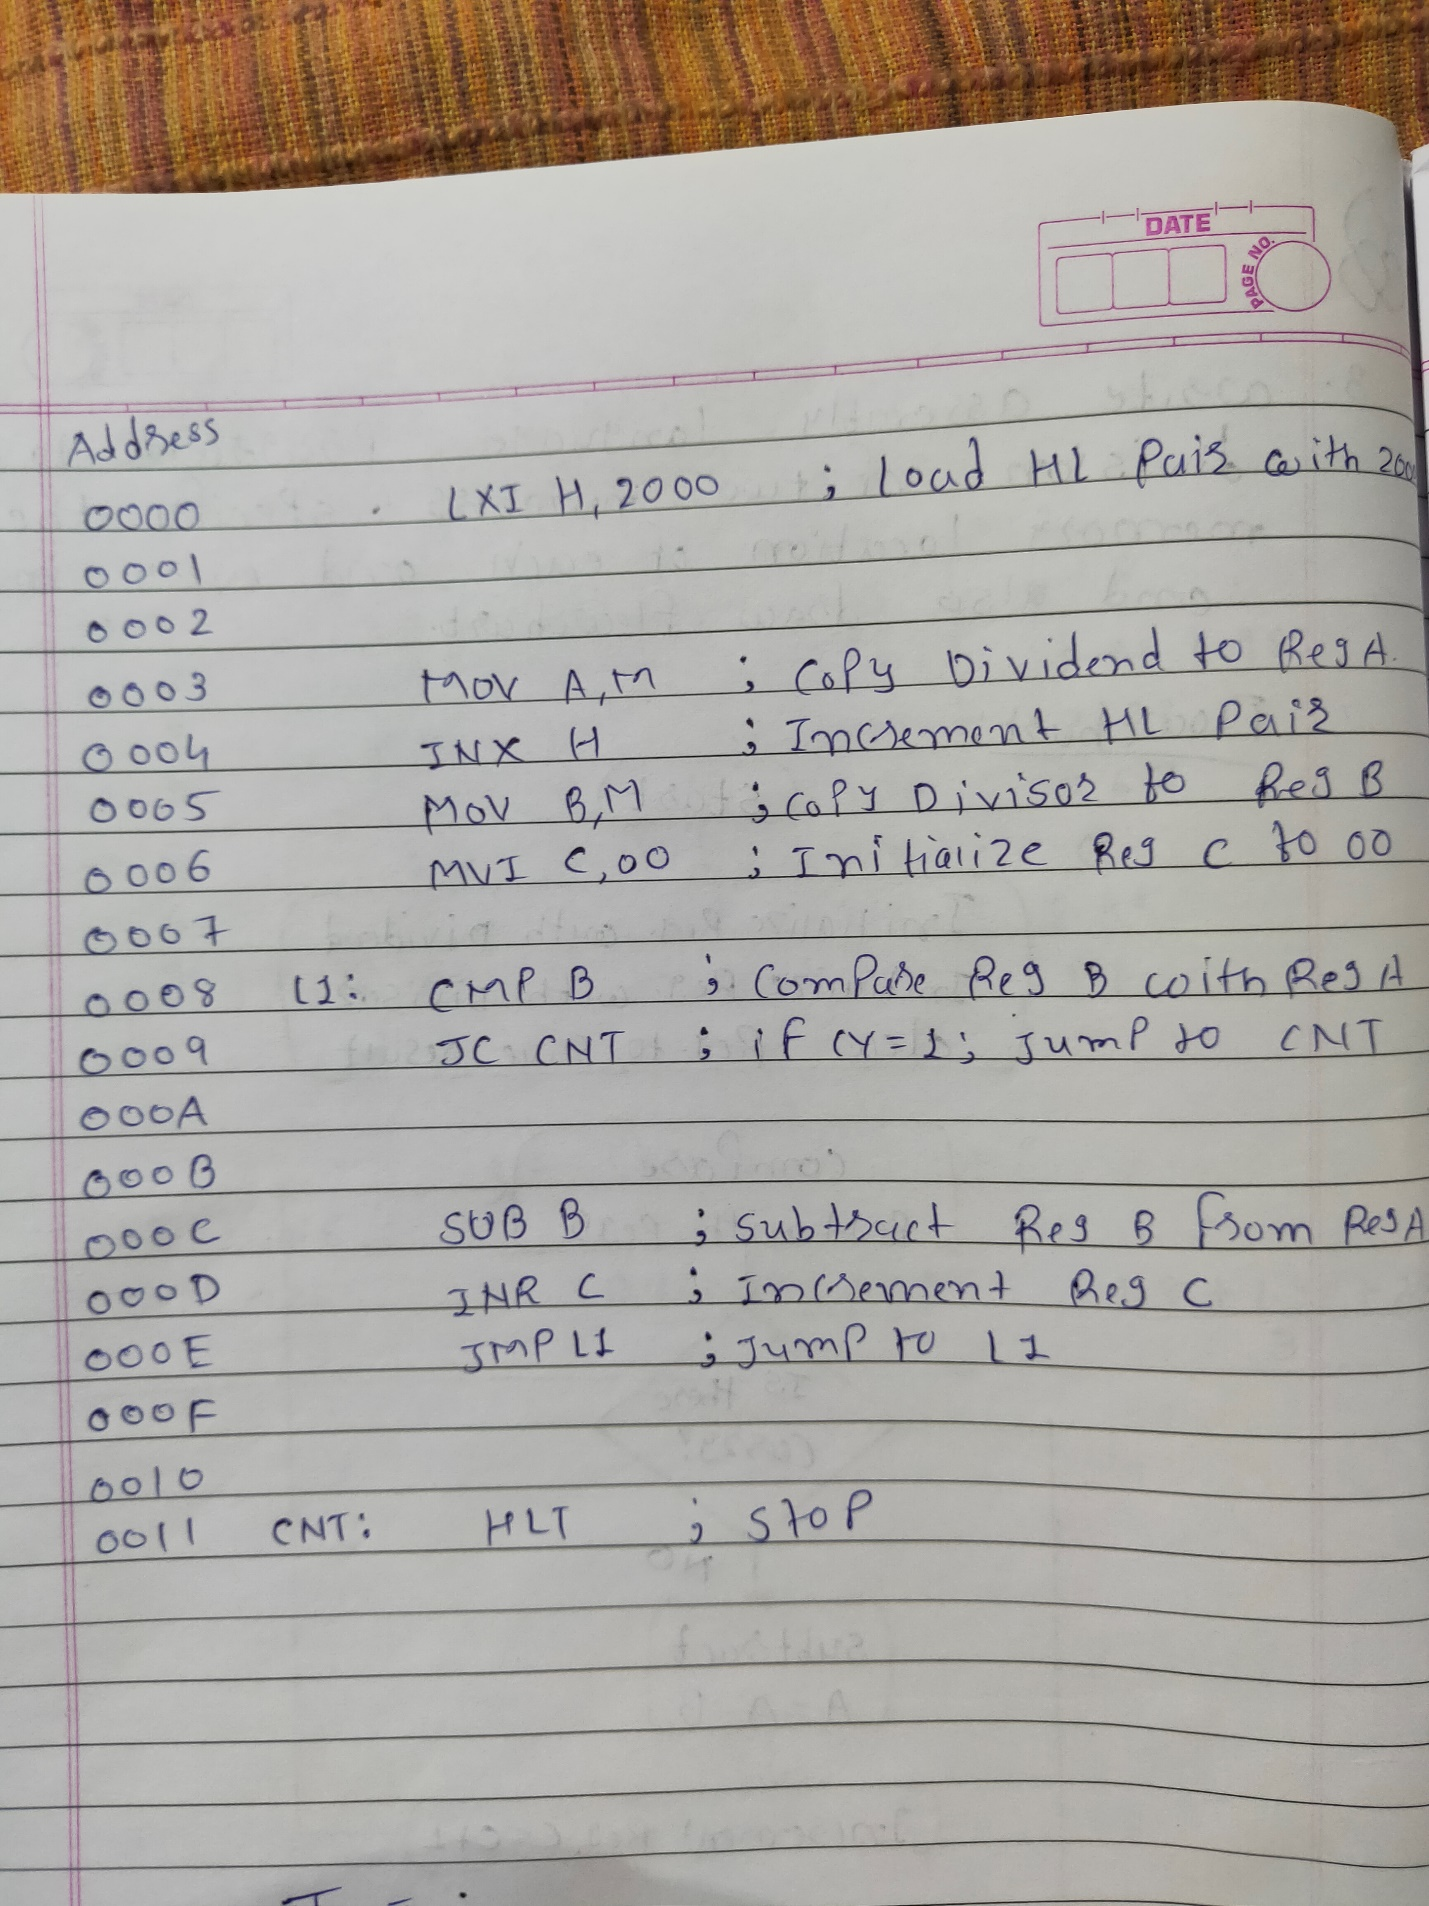 DATE
PAGE NO.
Address
0000 LXI H, 2000 ; load HL Pair with 2000
0001
0002
0003 MOV A, M ; Copy Dividend to Reg A.
0004 INX H ; Increment HL Pair
0005 MOV B, M ; Copy Divisor to Reg B
0006 MVI C, 00 ; Initialize Reg C to 00
0007
0008 L1: CMP B ; Compare Reg B with Reg A
0009 JC CNT ; if CY=1; Jump to CNT
000A
000B
000C SUB B ; Subtract Reg B from Reg A
000D INR C ; Increment Reg C
000E JMP L1 ; Jump to L1
000F
0010
0011 CNT: HLT ; Stop